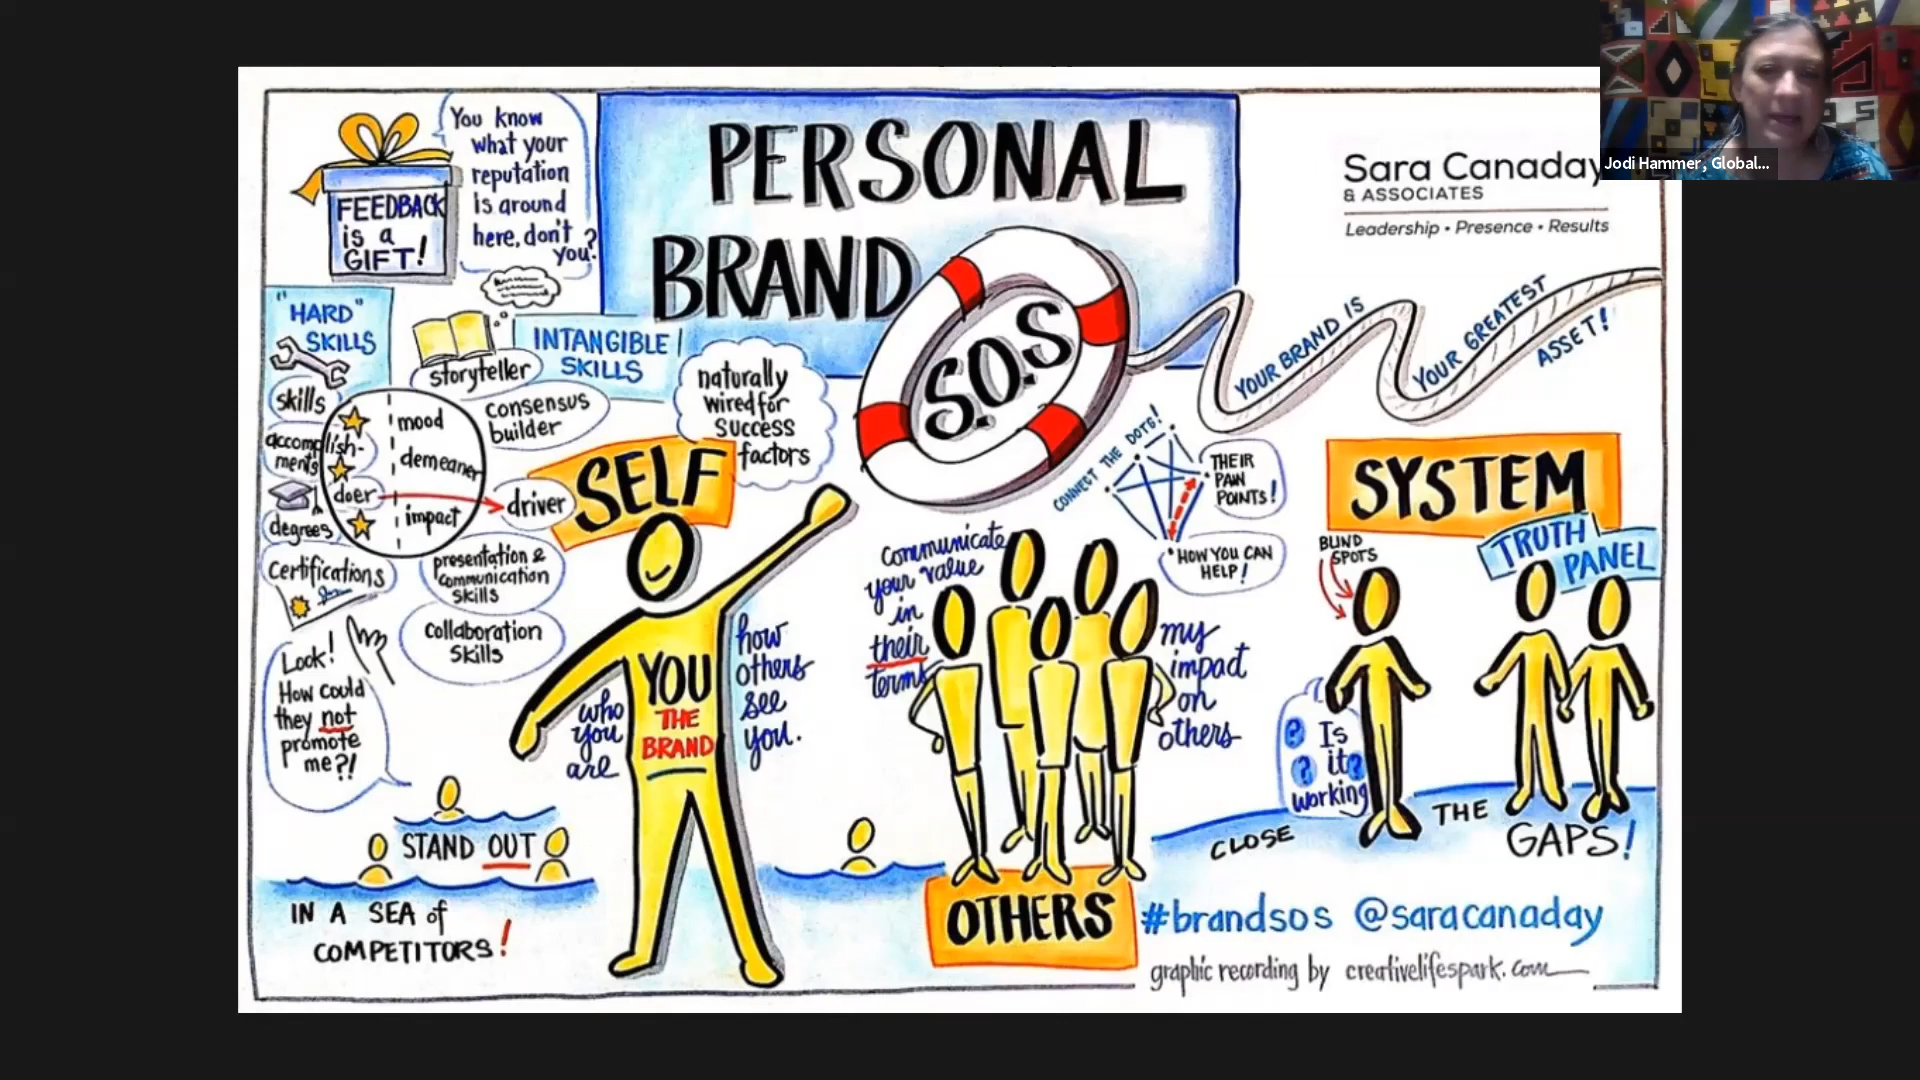 PERSONAL
BRAND
S.O.S
Jodi Hammer, Global...
Sara Canaday
& ASSOCIATES
Leadership • Presence • Results
YOUR BRAND IS
YOUR GREATEST
ASSET!
FEEDBACK
is a
GIFT!
You know
what your
reputation
is around
here, don't
you?
"HARD"
SKILLS
skills
accomplish-
ments
doer
degrees
certifications
mood
demeaner
impact
storyteller
INTANGIBLE
SKILLS
consensus
builder
driver
presentation &
communication
skills
collaboration
skills
naturally
wired for
success
factors
SELF
YOU
THE
BRAND
who
you
are
how
others
see
you.
Look!
How could
they not
promote
me?!
STAND OUT
IN A SEA of
COMPETITORS!
CONNECT THE DOTS!
THEIR
PAIN
POINTS!
HOW YOU CAN
HELP!
communicate
your value
in
their
terms
my
impact
on
others
OTHERS
SYSTEM
BLIND
SPOTS
TRUTH
PANEL
? Is
? it?
working
CLOSE THE
GAPS!
#brandsos @saracanaday
graphic recording by creativelifespark.com